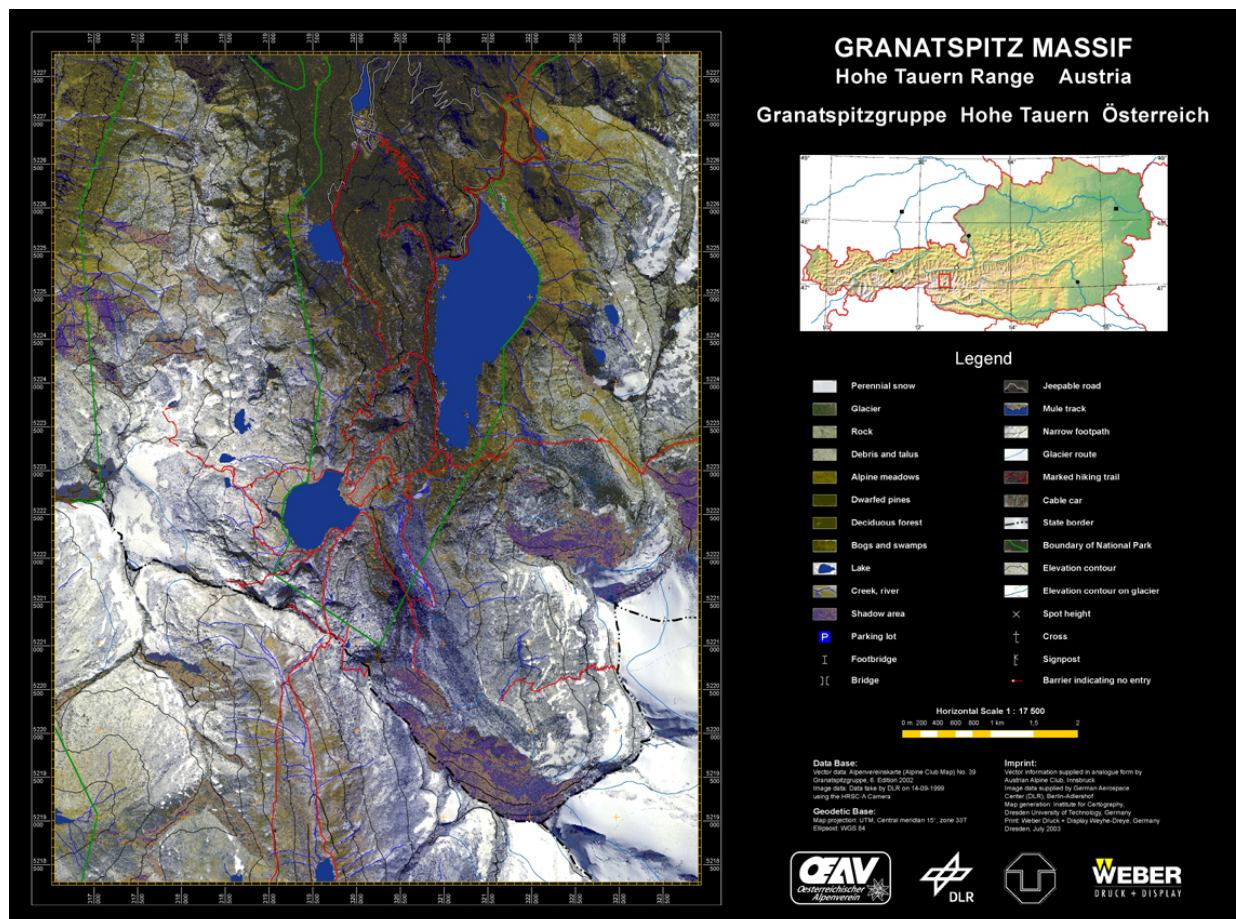 GRANATSPITZ MASSIF
Hohe Tauern Range Austria
Granatspitzgruppe Hohe Tauern Österreich
Legend
Perennial snow
Glacier
Rock
Debris and talus
Alpine meadows
Dwarfed pines
Deciduous forest
Bogs and swamps
Lake
Creek, river
Shadow area
P Parking lot
Footbridge
Bridge
Jeepable road
Mule track
Narrow footpath
Glacier route
Marked hiking trail
Cable car
State border
Boundary of National Park
Elevation contour
Elevation contour on glacier
Spot height
Cross
Signpost
Barrier indicating no entry
Horizontal Scale 1 : 17 500
0 m 200 400 600 800 1 km 1,5 2
Data Base:
Vector data: Alpenvereinskarte (Alpine Club Map) No. 39
Granatspitzgruppe, 6. Edition 2002
Image data: Data take by DLR on 14-09-1999
using the HRSC-A Camera
Geodetic Base:
Map projection: UTM, Central meridian 15°, zone 33T
Ellipsoid: WGS 84
Imprint:
Vector information supplied in analogue form by
Austrian Alpine Club, Innsbruck
Image data supplied by German Aerospace
Center (DLR), Berlin-Adlershof
Map generation: Institute for Cartography,
Dresden University of Technology, Germany
Print: Weber Druck + Display Weyhe-Dreye, Germany
Dresden, July 2003
OEAV
Oesterreichischer
Alpenverein
DLR
WEBER
DRUCK + DISPLAY